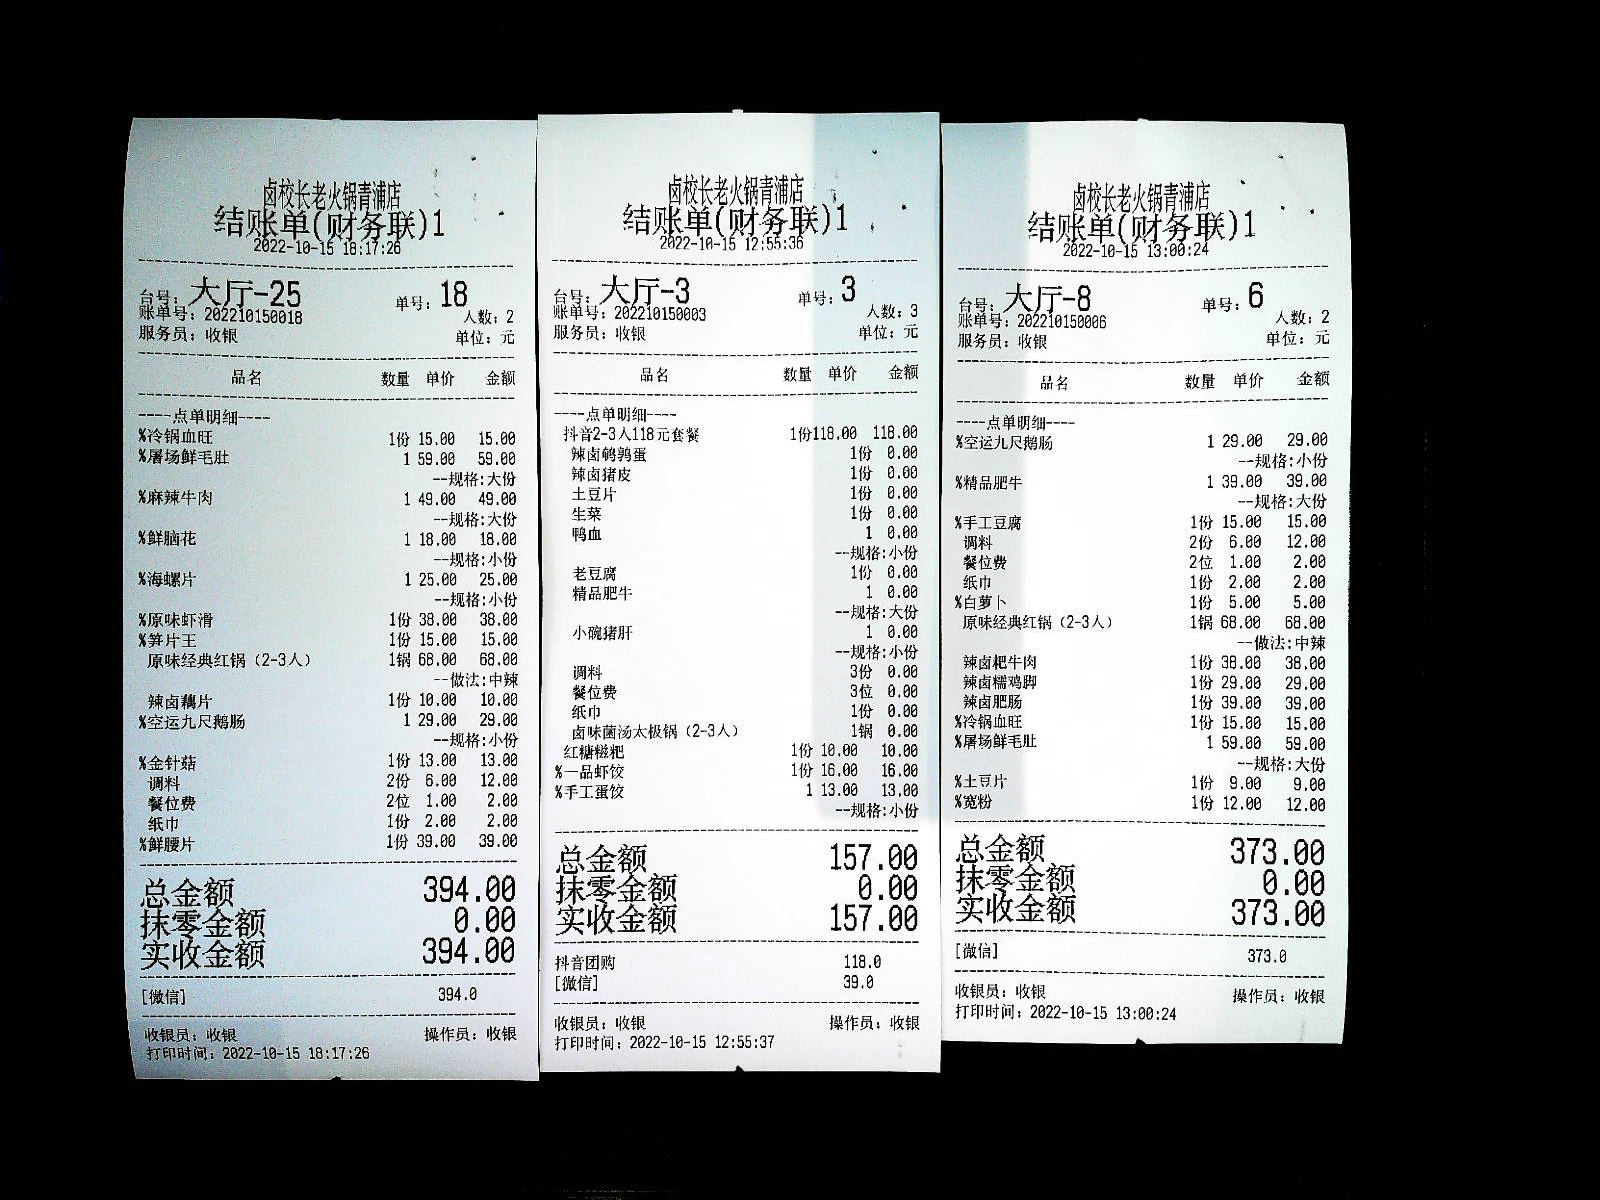 卤校长老火锅青浦店
结账单(财务联)1
2022-10-15 18:17:26
台号: 大厅-25 单号: 18
账单号: 202210150018 人数: 2
服务员: 收银 单位: 元
品名 数量 单价 金额
----点单明细----
%冷锅血旺 1份 15.00 15.00
%屠场鲜毛肚 1 59.00 59.00
--规格:大份
%麻辣牛肉 1 49.00 49.00
--规格:大份
%鲜脑花 1 18.00 18.00
--规格:小份
%海螺片 1 25.00 25.00
--规格:小份
%原味虾滑 1份 38.00 38.00
%笋片王 1份 15.00 15.00
原味经典红锅（2-3人） 1锅 68.00 68.00
--做法:中辣
辣卤藕片 1份 10.00 10.00
%空运九尺鹅肠 1 29.00 29.00
--规格:小份
%金针菇 1份 13.00 13.00
调料 2份 6.00 12.00
餐位费 2位 1.00 2.00
纸巾 1份 2.00 2.00
%鲜腰片 1份 39.00 39.00
总金额 394.00
抹零金额 0.00
实收金额 394.00
[微信] 394.0
收银员: 收银 操作员: 收银
打印时间: 2022-10-15 18:17:26
卤校长老火锅青浦店
结账单(财务联)1
2022-10-15 12:55:36
台号: 大厅-3 单号: 3
账单号: 202210150003 人数: 3
服务员: 收银 单位: 元
品名 数量 单价 金额
----点单明细----
抖音2-3人118元套餐 1份118.00 118.00
辣卤鹌鹑蛋 1份 0.00
辣卤猪皮 1份 0.00
土豆片 1份 0.00
生菜 1份 0.00
鸭血 1 0.00
--规格:小份
老豆腐 1份 0.00
精品肥牛 1 0.00
--规格:大份
小碗猪肝 1 0.00
--规格:小份
调料 3份 0.00
餐位费 3位 0.00
纸巾 1份 0.00
卤味菌汤太极锅（2-3人） 1锅 0.00
红糖糍粑 1份 10.00 10.00
%一品虾饺 1份 16.00 16.00
%手工蛋饺 1 13.00 13.00
--规格:小份
总金额 157.00
抹零金额 0.00
实收金额 157.00
抖音团购 118.0
[微信] 39.0
收银员: 收银 操作员: 收银
打印时间: 2022-10-15 12:55:37
卤校长老火锅青浦店
结账单(财务联)1
2022-10-15 13:00:24
台号: 大厅-8 单号: 6
账单号: 202210150006 人数: 2
服务员: 收银 单位: 元
品名 数量 单价 金额
----点单明细----
%空运九尺鹅肠 1 29.00 29.00
--规格:小份
%精品肥牛 1 39.00 39.00
--规格:大份
%手工豆腐 1份 15.00 15.00
调料 2份 6.00 12.00
餐位费 2位 1.00 2.00
纸巾 1份 2.00 2.00
%白萝卜 1份 5.00 5.00
原味经典红锅（2-3人） 1锅 68.00 68.00
--做法:中辣
辣卤粑牛肉 1份 38.00 38.00
辣卤糯鸡脚 1份 29.00 29.00
辣卤肥肠 1份 39.00 39.00
%冷锅血旺 1份 15.00 15.00
%屠场鲜毛肚 1 59.00 59.00
--规格:大份
%土豆片 1份 9.00 9.00
%宽粉 1份 12.00 12.00
总金额 373.00
抹零金额 0.00
实收金额 373.00
[微信] 373.0
收银员: 收银 操作员: 收银
打印时间: 2022-10-15 13:00:24